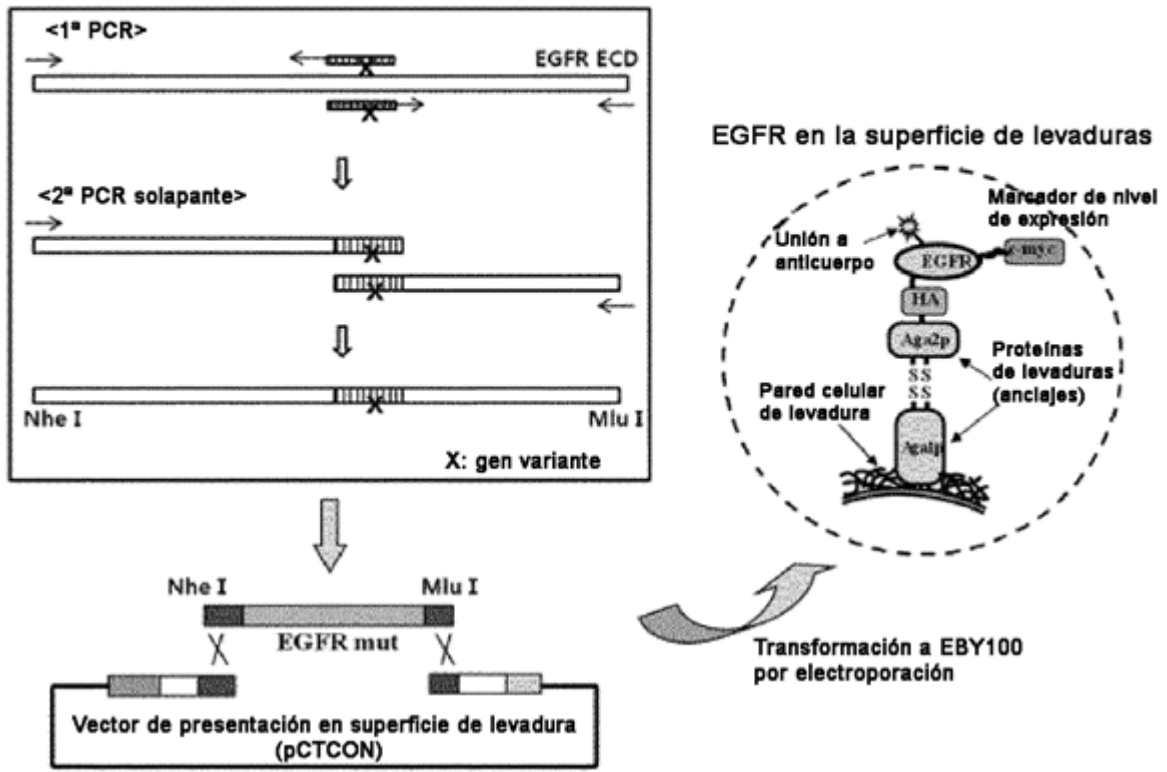 <1ª PCR>
EGFR ECD
X
X
<2ª PCR solapante>
X
X
X
Nhe I
Mlu I
X: gen variante
Nhe I
Mlu I
EGFR mut
Vector de presentación en superficie de levadura
(pCTCON)
EGFR en la superficie de levaduras
Marcador de nivel
de expresión
Unión a
anticuerpo
EGFR
c-myc
HA
Aga2p
SS
SS
Proteínas
de levaduras
(anclajes)
Pared celular
de levadura
Aga1p
Transformación a EBY100
por electroporación